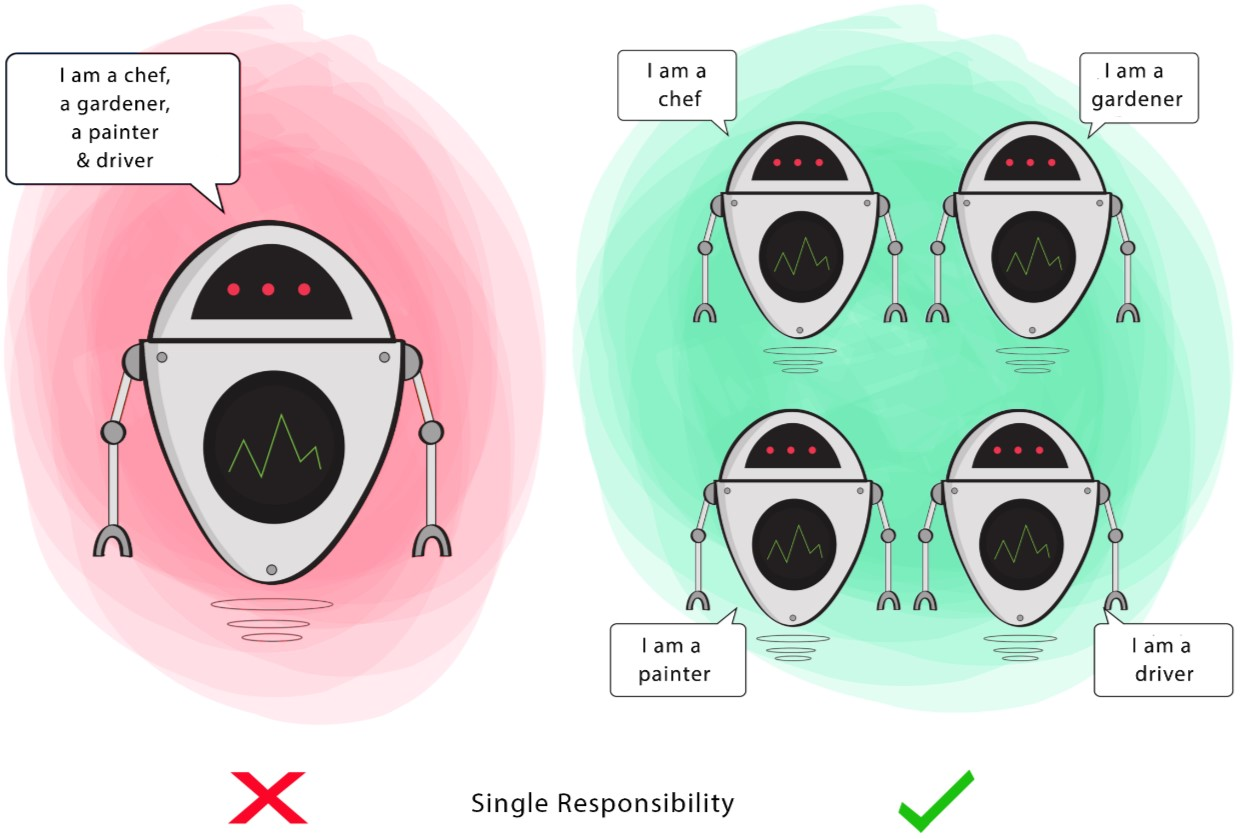 I am a chef,
a gardener,
a painter
& driver
I am a
chef
I am a
gardener
I am a
painter
I am a
driver
Single Responsibility